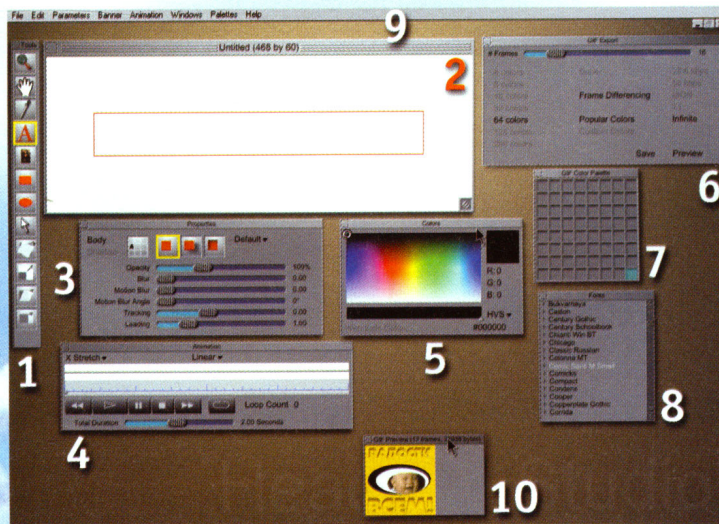 File Edit Parameters Banner Animation Windows Palettes Help
9
Tools
Untitled (468 by 60)
2
GIF Export
# Frames 16
Frame Differencing
64 colors Popular Colors Infinite
Save Preview
6
GIF Color Palette
7
Properties
Body Default
Opacity 100%
Blur 0.00
Motion Blur 0.00
Motion Blur Angle 0°
Tracking 0.00
Leading 1.00
3
Colors
R: 0
G: 0
B: 0
HVS
#000000
5
1
Animation
X Stretch Linear
Loop Count 0
Total Duration 2.00 Seconds
4
Fonts
Bukvarnaya
Caslon
Century Gothic
Century Schoolbook
Chianti Win BT
Chicago
Classic Russian
Colonna MT
Compact
Condens
Cooper
Copperplate Gothic
Corrida
8
ВСЕМ!
10